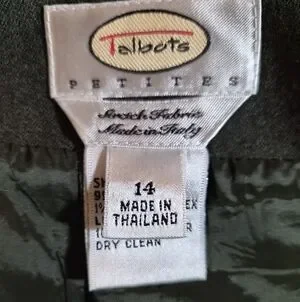 Talbots
PETITES
Stretch Fabric
Made in Italy
14
MADE IN
THAILAND
DRY CLEAN